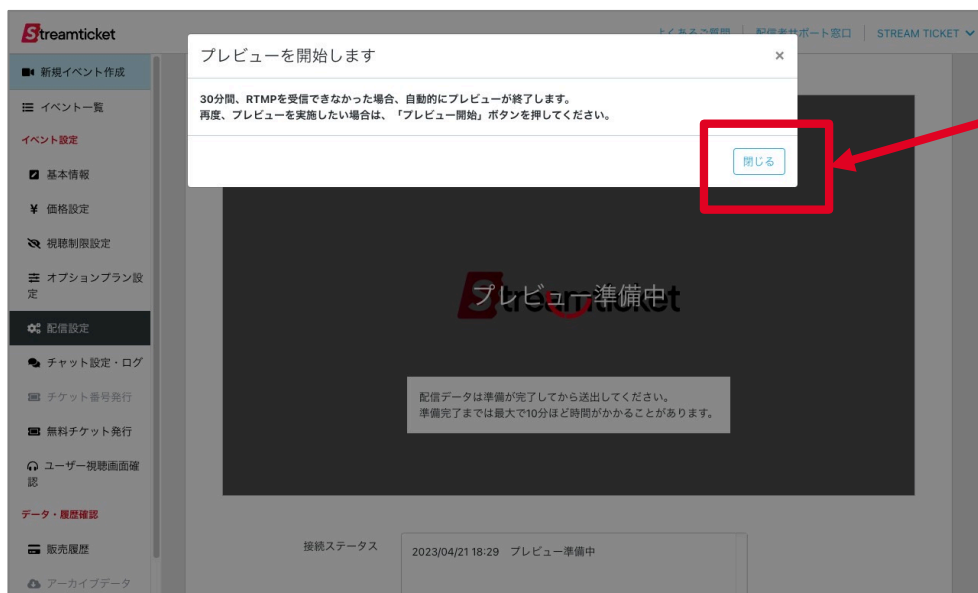 Streamticket
よくあるご質問
配信者サポート窓口
STREAM TICKET
新規イベント作成
イベント一覧
イベント設定
基本情報
価格設定
視聴制限設定
オプションプラン設
定
配信設定
チャット設定・ログ
チケット番号発行
無料チケット発行
ユーザー視聴画面確
認
データ・履歴確認
販売履歴
アーカイブデータ
プレビューを開始します
×
30分間、RTMPを受信できなかった場合、自動的にプレビューが終了します。
再度、プレビューを実施したい場合は、「プレビュー開始」ボタンを押してください。
閉じる
Streamticket
プレビュー準備中
配信データは準備が完了してから送出してください。
準備完了までは最大で10分ほど時間がかかることがあります。
接続ステータス
2023/04/21 18:29 プレビュー準備中